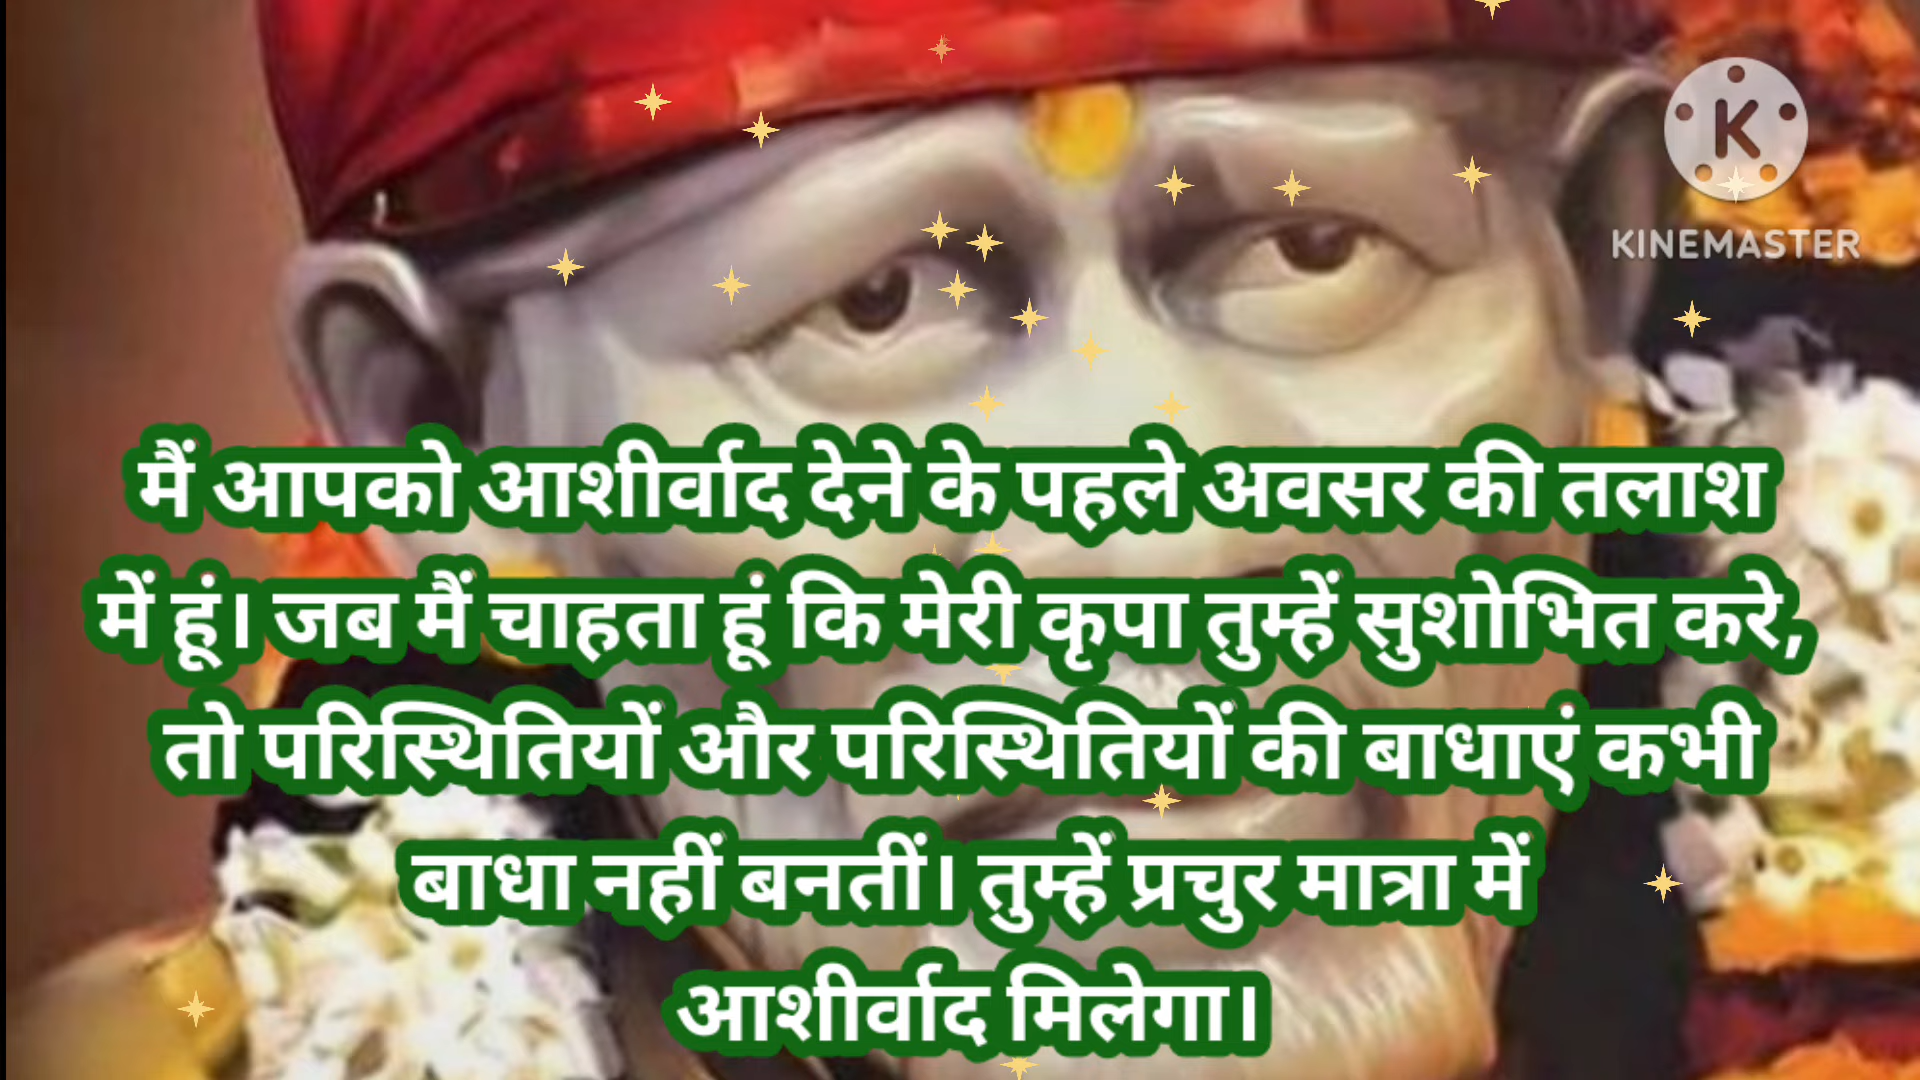 KINEMASTER
मैं आपको आशीर्वाद देने के पहले अवसर की तलाश
में हूं। जब मैं चाहता हूं कि मेरी कृपा तुम्हें सुशोभित करे,
तो परिस्थितियों और परिस्थितियों की बाधाएं कभी
बाधा नहीं बनतीं। तुम्हें प्रचुर मात्रा में
आशीर्वाद मिलेगा।